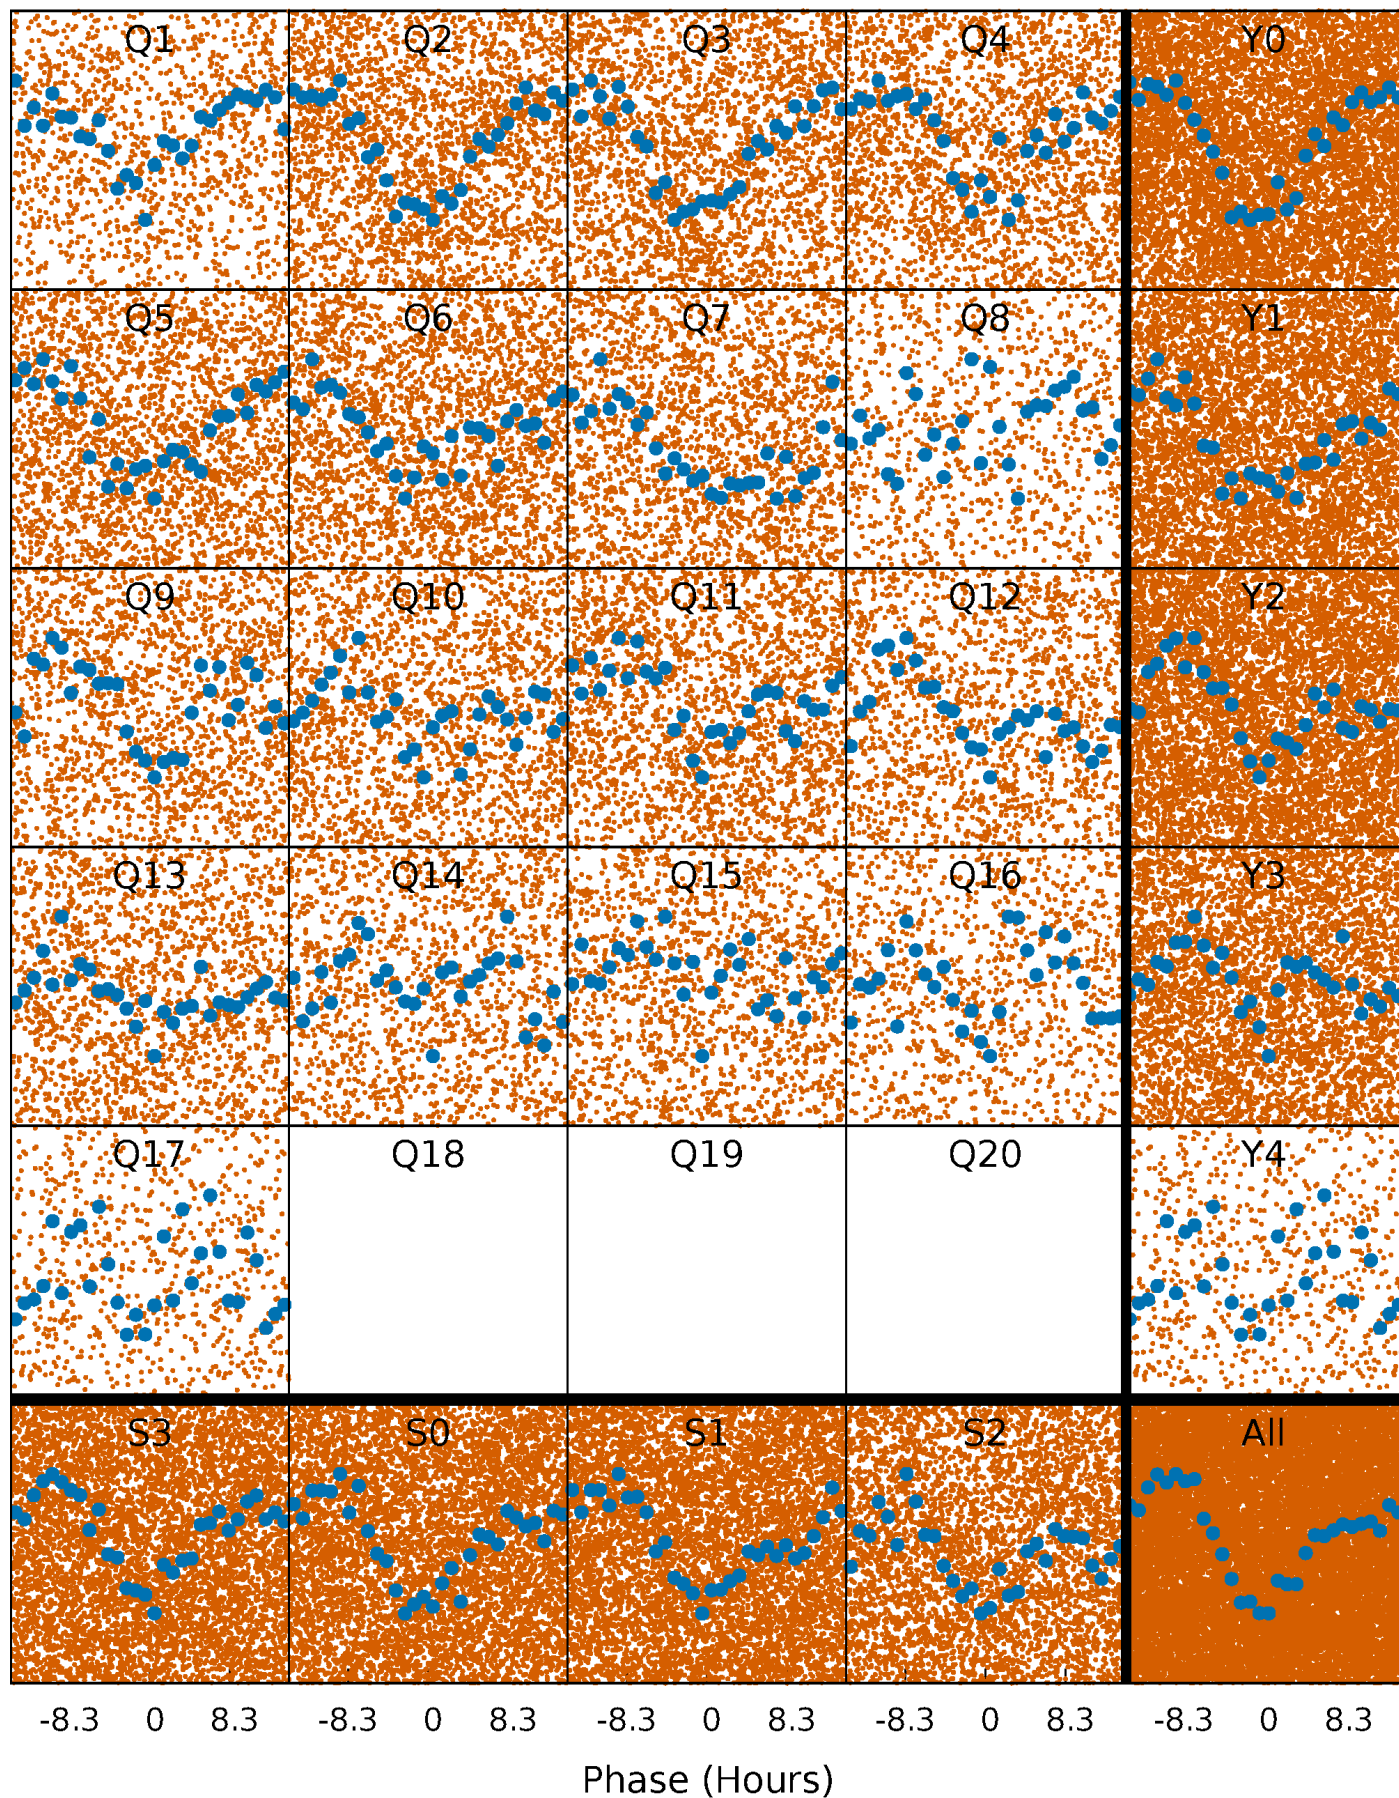 Q1 Q2 Q3 Q4 Y0
Q5 Q6 Q7 Q8 Y1
Q9 Q10 Q11 Q12 Y2
Q13 Q14 Q15 Q16 Y3
Q17 Q18 Q19 Q20 Y4
S3 S0 S1 S2 All
-8.3 0 8.3 -8.3 0 8.3 -8.3 0 8.3 -8.3 0 8.3 -8.3 0 8.3
Phase (Hours)